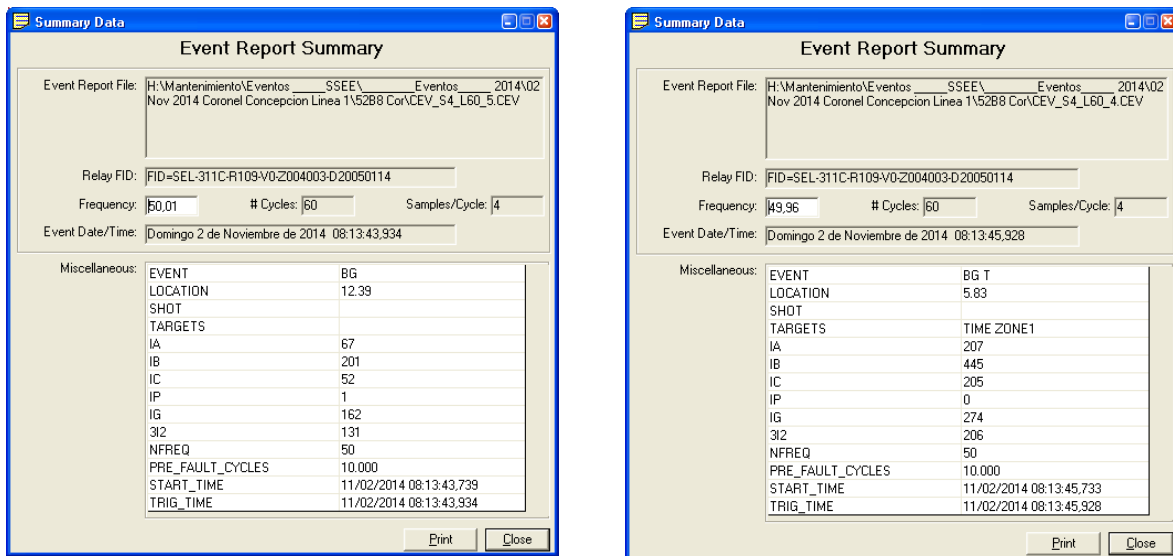 Summary Data
Event Report Summary
Event Report File: H:\Mantenimiento\Eventos _____SSEE\_______Eventos_____ 2014\02
Nov 2014 Coronel Concepcion Linea 1\52B8 Cor\CEV_S4_L60_5.CEV
Relay FID: FID=SEL-311C-R109-V0-Z004003-D20050114
Frequency: 50,01 # Cycles: 60 Samples/Cycle: 4
Event Date/Time: Domingo 2 de Noviembre de 2014 08:13:43,934
Miscellaneous:
EVENT BG
LOCATION 12.39
SHOT
TARGETS
IA 67
IB 201
IC 52
IP 1
IG 162
3I2 131
NFREQ 50
PRE_FAULT_CYCLES 10.000
START_TIME 11/02/2014 08:13:43,739
TRIG_TIME 11/02/2014 08:13:43,934
Print Close
Summary Data
Event Report Summary
Event Report File: H:\Mantenimiento\Eventos _____SSEE\_______Eventos_____ 2014\02
Nov 2014 Coronel Concepcion Linea 1\52B8 Cor\CEV_S4_L60_4.CEV
Relay FID: FID=SEL-311C-R109-V0-Z004003-D20050114
Frequency: 49,96 # Cycles: 60 Samples/Cycle: 4
Event Date/Time: Domingo 2 de Noviembre de 2014 08:13:45,928
Miscellaneous:
EVENT BG T
LOCATION 5.83
SHOT
TARGETS TIME ZONE1
IA 207
IB 445
IC 205
IP 0
IG 274
3I2 206
NFREQ 50
PRE_FAULT_CYCLES 10.000
START_TIME 11/02/2014 08:13:45,733
TRIG_TIME 11/02/2014 08:13:45,928
Print Close